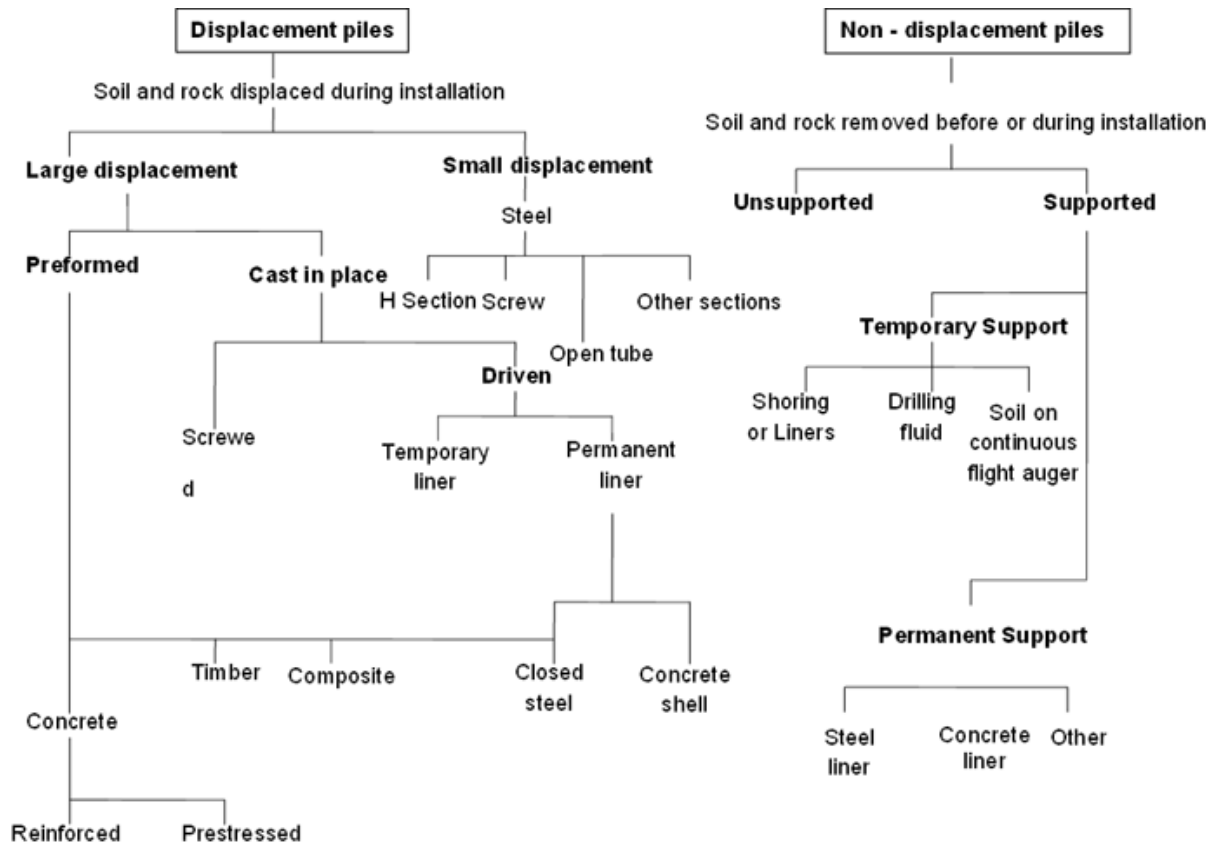 Displacement piles
Soil and rock displaced during installation
Large displacement
Small displacement
Steel
Preformed
Cast in place
H Section
Screw
Other sections
Open tube
Driven
Screwe
d
Temporary
liner
Permanent
liner
Timber
Composite
Closed
steel
Concrete
shell
Concrete
Reinforced
Prestressed
Non - displacement piles
Soil and rock removed before or during installation
Unsupported
Supported
Temporary Support
Shoring
or Liners
Drilling
fluid
Soil on
continuous
flight auger
Permanent Support
Steel
liner
Concrete
liner
Other